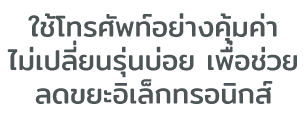 ใช้โทรศัพท์อย่างคุ้มค่า
ไม่เปลี่ยนรุ่นบ่อย เพื่อช่วย
ลดขยะอิเล็กทรอนิกส์